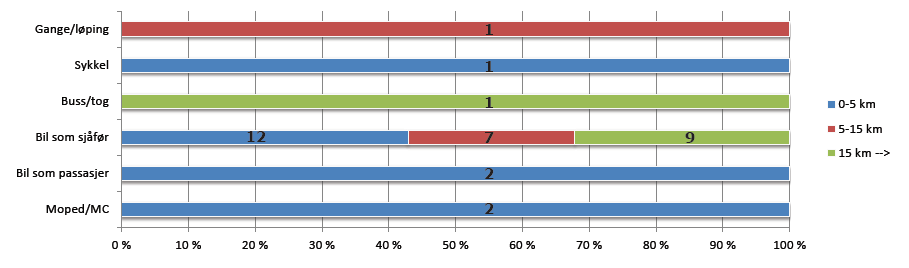 Gange/løping 1
Sykkel 1
Buss/tog 1
Bil som sjåfør 12 7 9
Bil som passasjer 2
Moped/MC 2
0 % 10 % 20 % 30 % 40 % 50 % 60 % 70 % 80 % 90 % 100 %
0-5 km
5-15 km
15 km -->